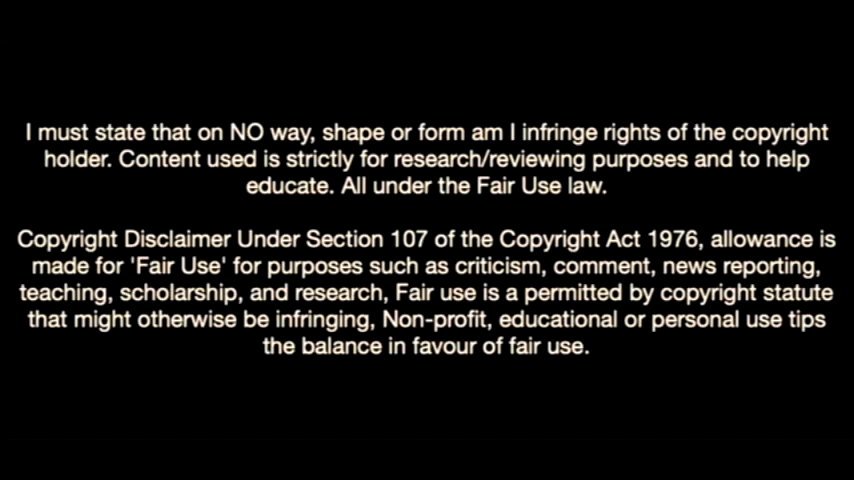 I must state that on NO way, shape or form am I infringe rights of the copyright
holder. Content used is strictly for research/reviewing purposes and to help
educate. All under the Fair Use law.
Copyright Disclaimer Under Section 107 of the Copyright Act 1976, allowance is
made for 'Fair Use' for purposes such as criticism, comment, news reporting,
teaching, scholarship, and research, Fair use is a permitted by copyright statute
that might otherwise be infringing, Non-profit, educational or personal use tips
the balance in favour of fair use.